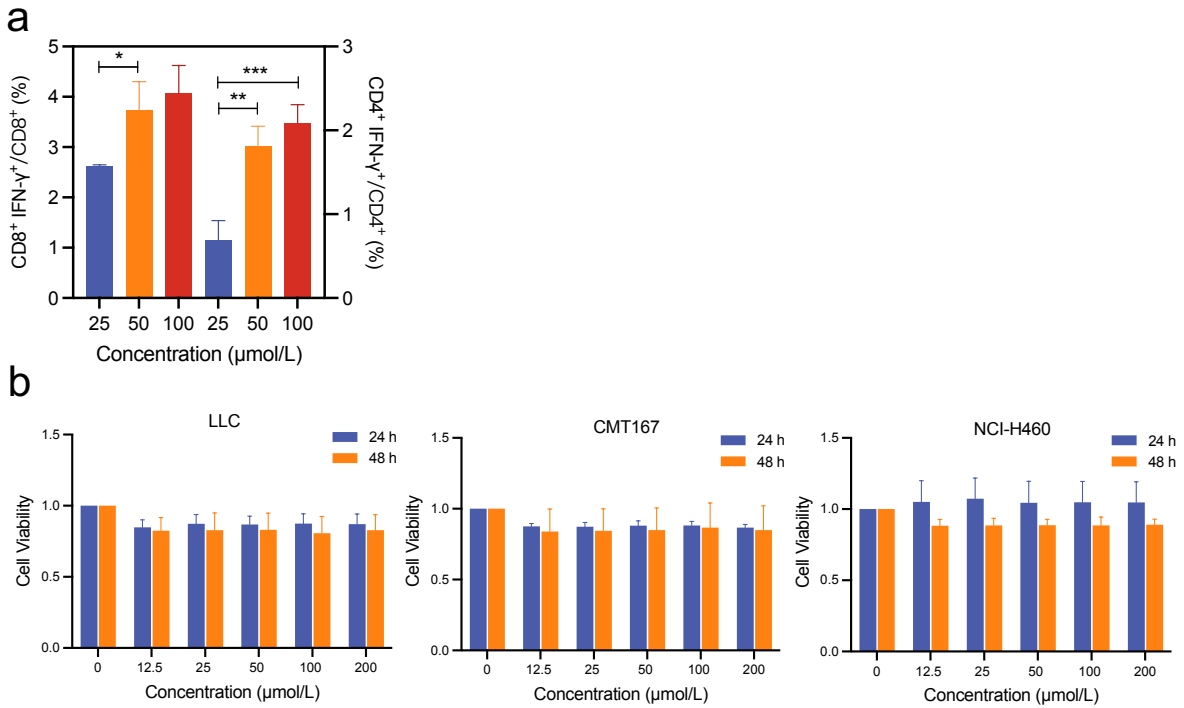 a
CD8⁺ IFN-γ⁺/CD8⁺ (%)
5
4
3
2
1
0
*
**
***
3
2
1
0
CD4⁺ IFN-γ⁺/CD4⁺ (%)
25 50 100 25 50 100
Concentration (μmol/L)
b
LLC
24 h
48 h
Cell Viability
1.5
1.0
0.5
0.0
0 12.5 25 50 100 200
Concentration (μmol/L)
CMT167
24 h
48 h
Cell Viability
1.5
1.0
0.5
0.0
0 12.5 25 50 100 200
Concentration (μmol/L)
NCI-H460
24 h
48 h
Cell Viability
1.5
1.0
0.5
0.0
0 12.5 25 50 100 200
Concentration (μmol/L)